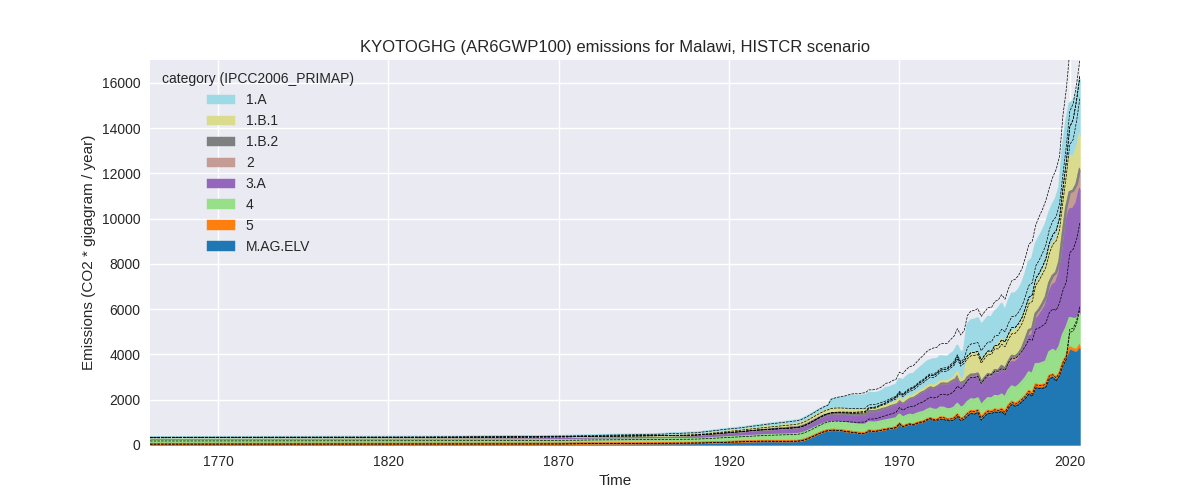 KYOTOGHG (AR6GWP100) emissions for Malawi, HISTCR scenario
Emissions (CO2 * gigagram / year)
16000
14000
12000
10000
8000
6000
4000
2000
0
category (IPCC2006_PRIMAP)
1.A
1.B.1
1.B.2
2
3.A
4
5
M.AG.ELV
1770
1820
1870
1920
1970
2020
Time